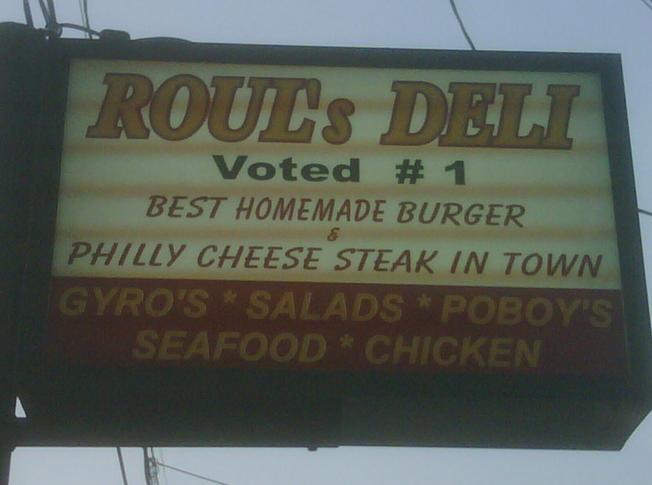 ROUL's DELI
Voted # 1
BEST HOMEMADE BURGER
&
PHILLY CHEESE STEAK IN TOWN
GYRO'S * SALADS * POBOY'S
SEAFOOD * CHICKEN